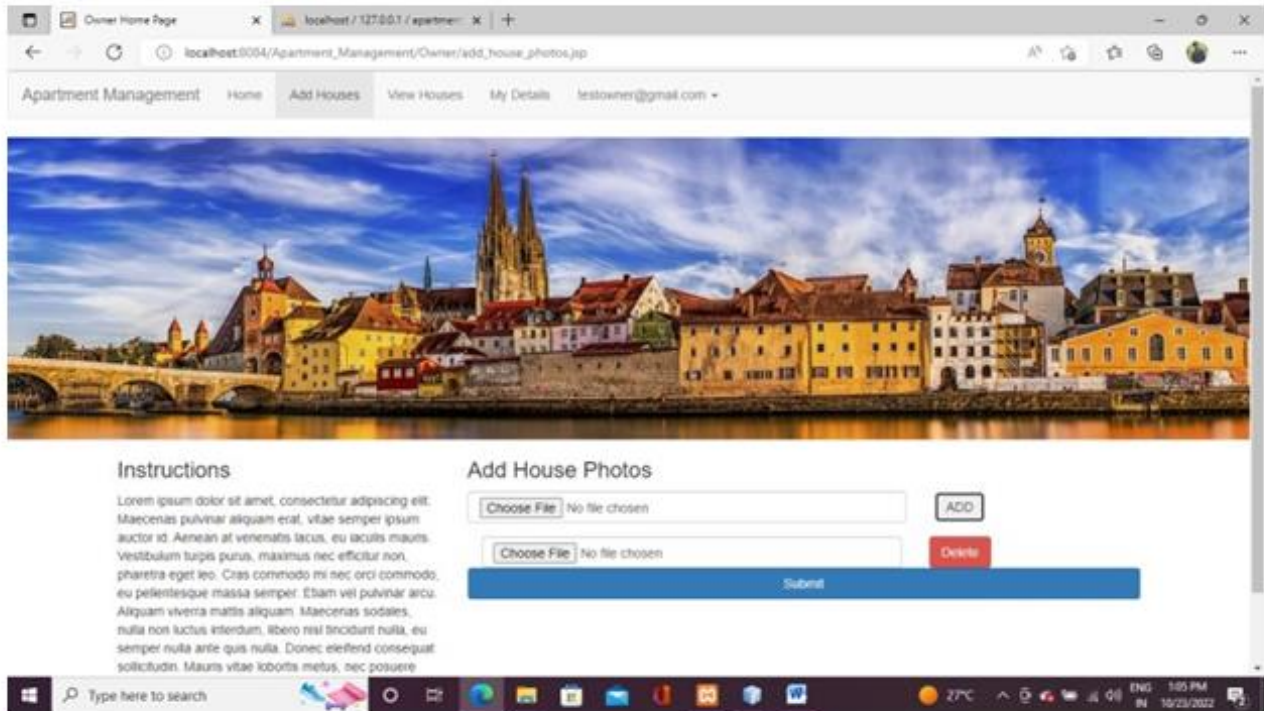 Owner Home Page
localhost / 127.0.0.1 / apartmen
localhost:8084/Apartment_Management/Owner/add_house_photos.jsp
Apartment Management Home Add Houses View Houses My Details testowner@gmail.com
Instructions
Lorem ipsum dolor sit amet, consectetur adipiscing elit.
Maecenas pulvinar aliquam erat, vitae semper ipsum
auctor id. Aenean at venenatis lacus, eu iaculis mauris.
Vestibulum turpis purus, maximus nec efficitur non,
pharetra eget leo. Cras commodo mi nec orci commodo,
eu pellentesque massa semper. Etiam vel pulvinar arcu.
Aliquam viverra mattis aliquam. Maecenas sodales,
nulla non luctus interdum, libero nisl tincidunt nulla, eu
semper nulla ante quis nulla. Donec eleifend consequat
sollicitudin. Mauris vitae lobortis metus, nec posuere
Add House Photos
Choose File No file chosen ADD
Choose File No file chosen Delete
Submit
Type here to search
27°C
ENG
IN
1:05 PM
10/23/2022
2